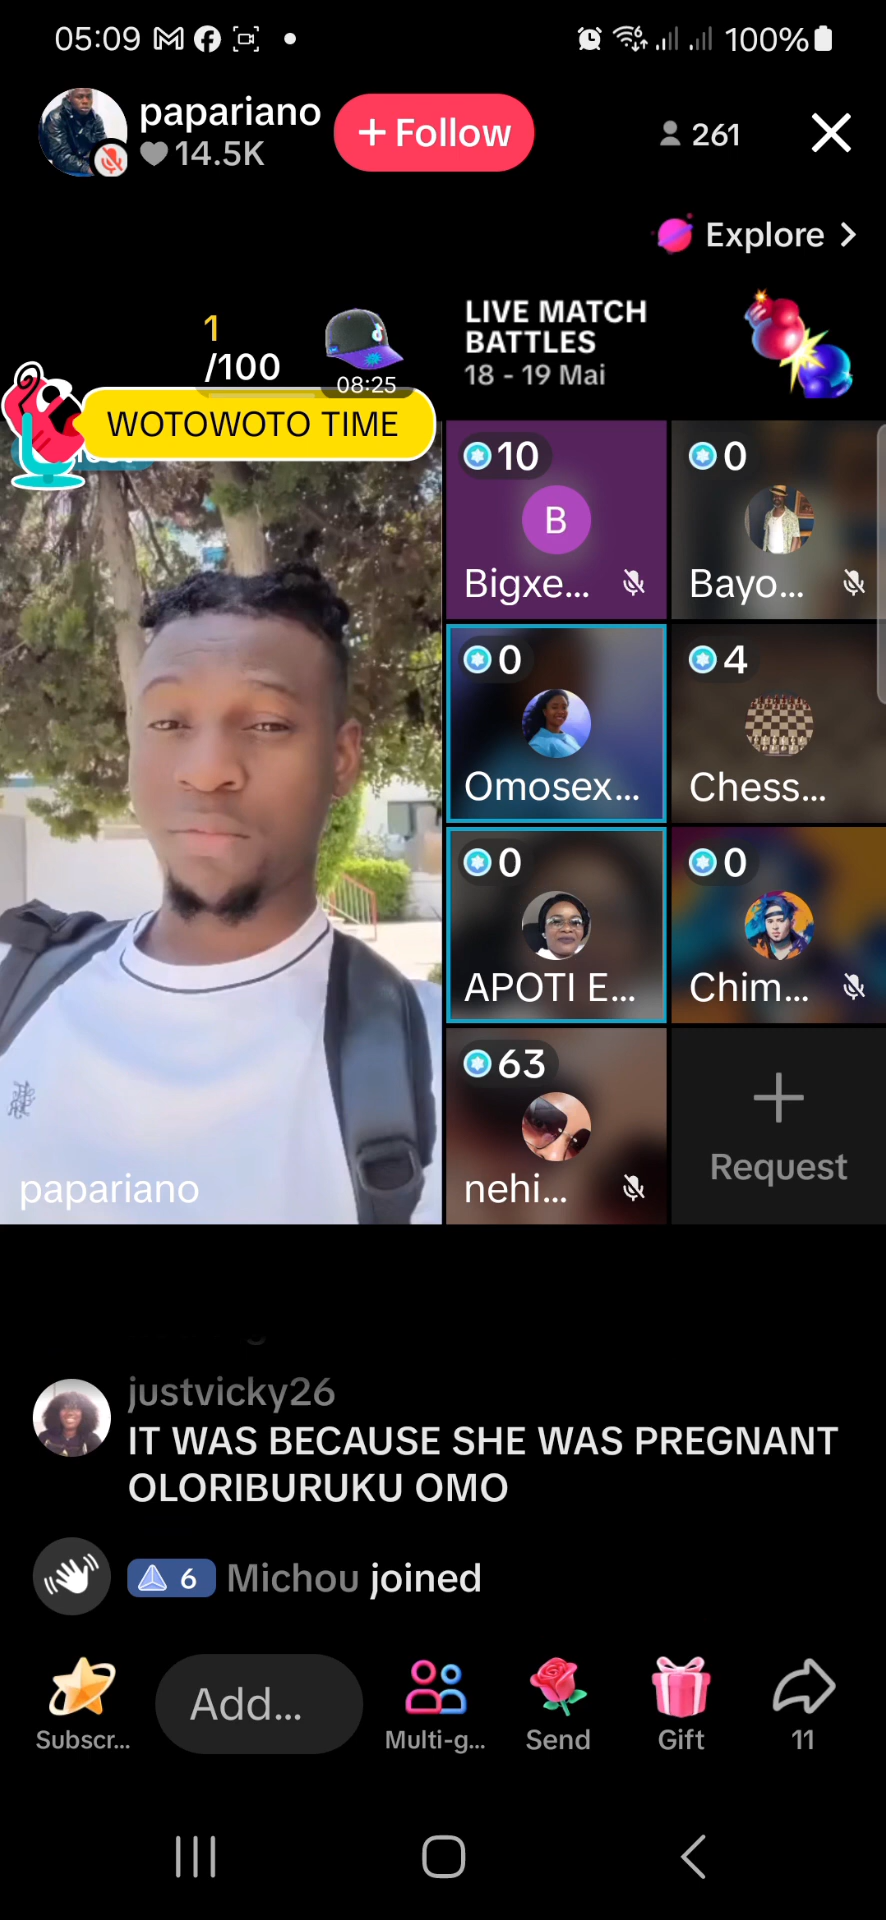 05:09
100%
papariano
14.5K
+ Follow
261
Explore >
1
/100
08:25
LIVE MATCH
BATTLES
18 - 19 Mai
WOTOWOTO TIME
10
B
Bigxe...
0
Bayo...
0
Omosex...
4
Chess...
0
APOTI E...
0
Chim...
63
nehi...
Request
papariano
justvicky26
IT WAS BECAUSE SHE WAS PREGNANT
OLORIBURUKU OMO
6 Michou joined
Add...
Subscr...
Multi-g...
Send
Gift
11